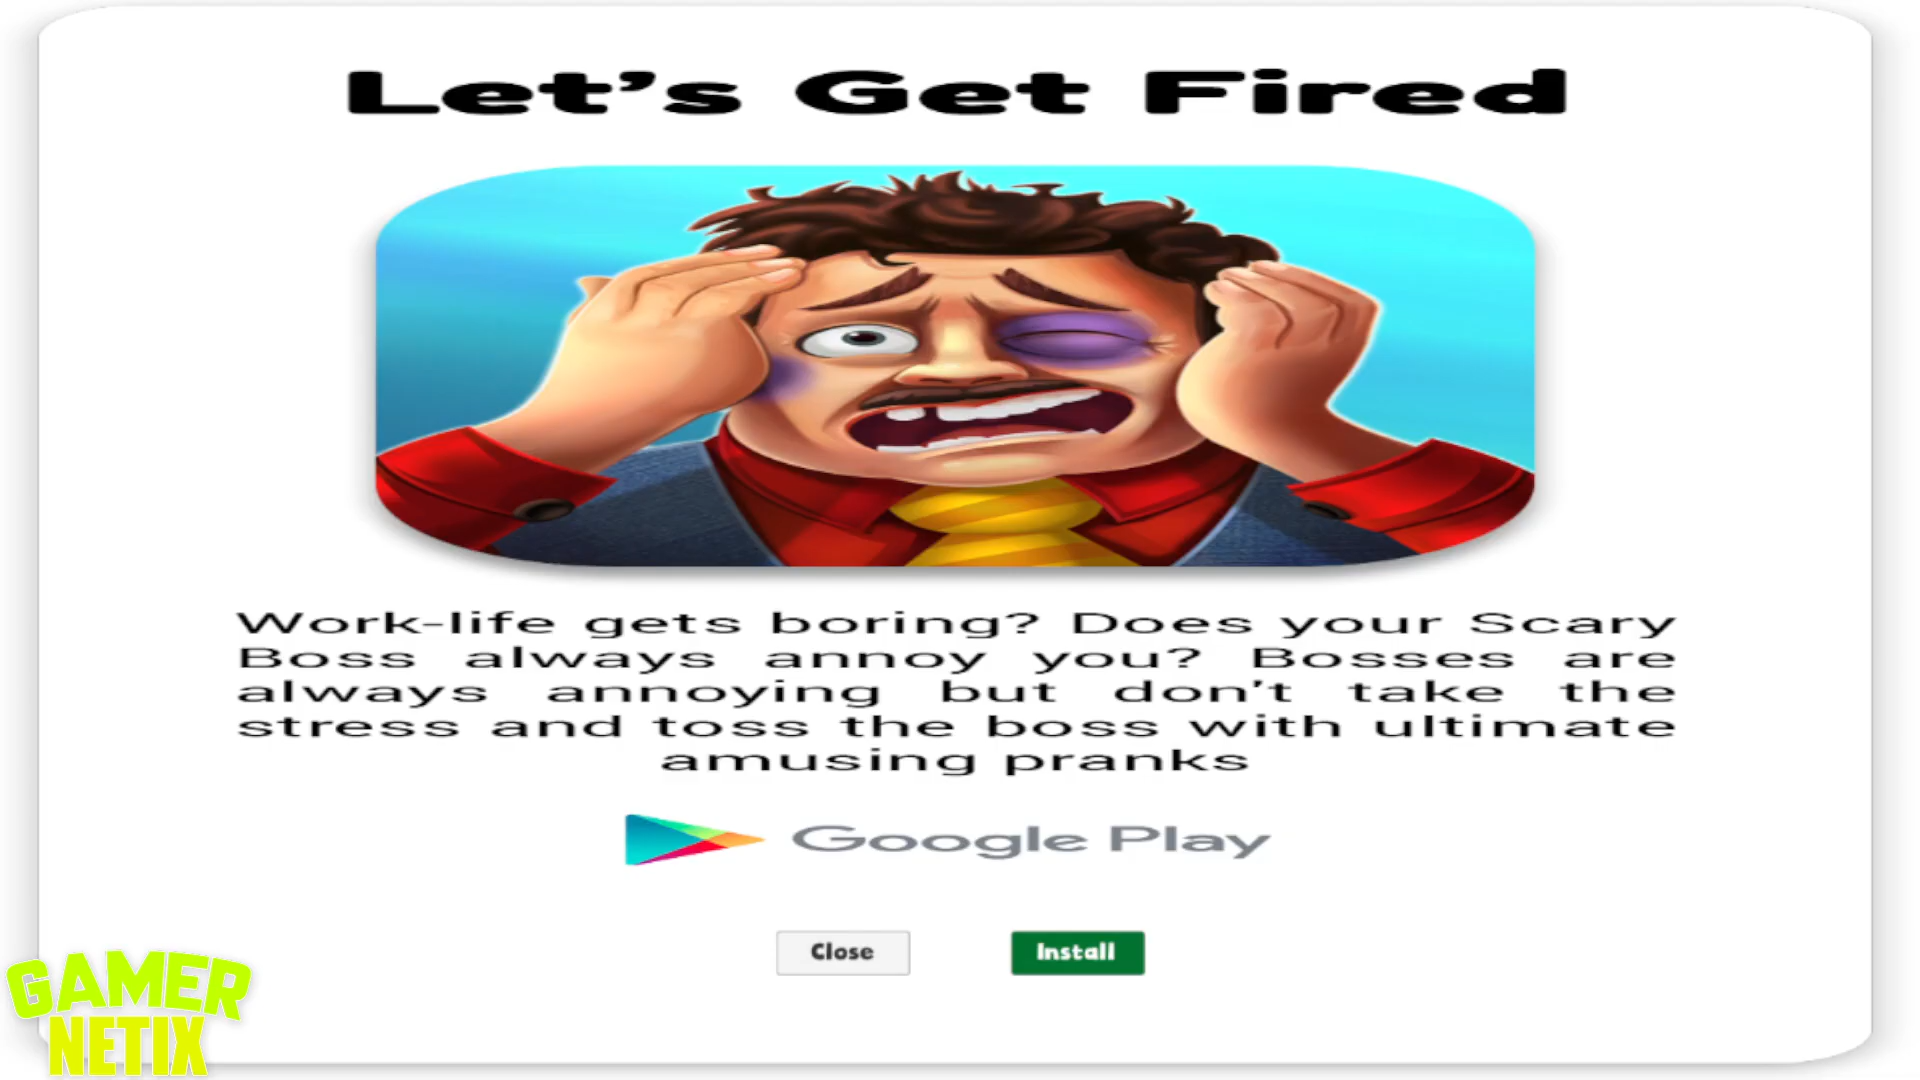 Let's Get Fired
Work-life gets boring? Does your Scary
Boss always annoy you? Bosses are
always annoying but don't take the
stress and toss the boss with ultimate
amusing pranks
Google Play
Close
Install
GAMER
NETIX